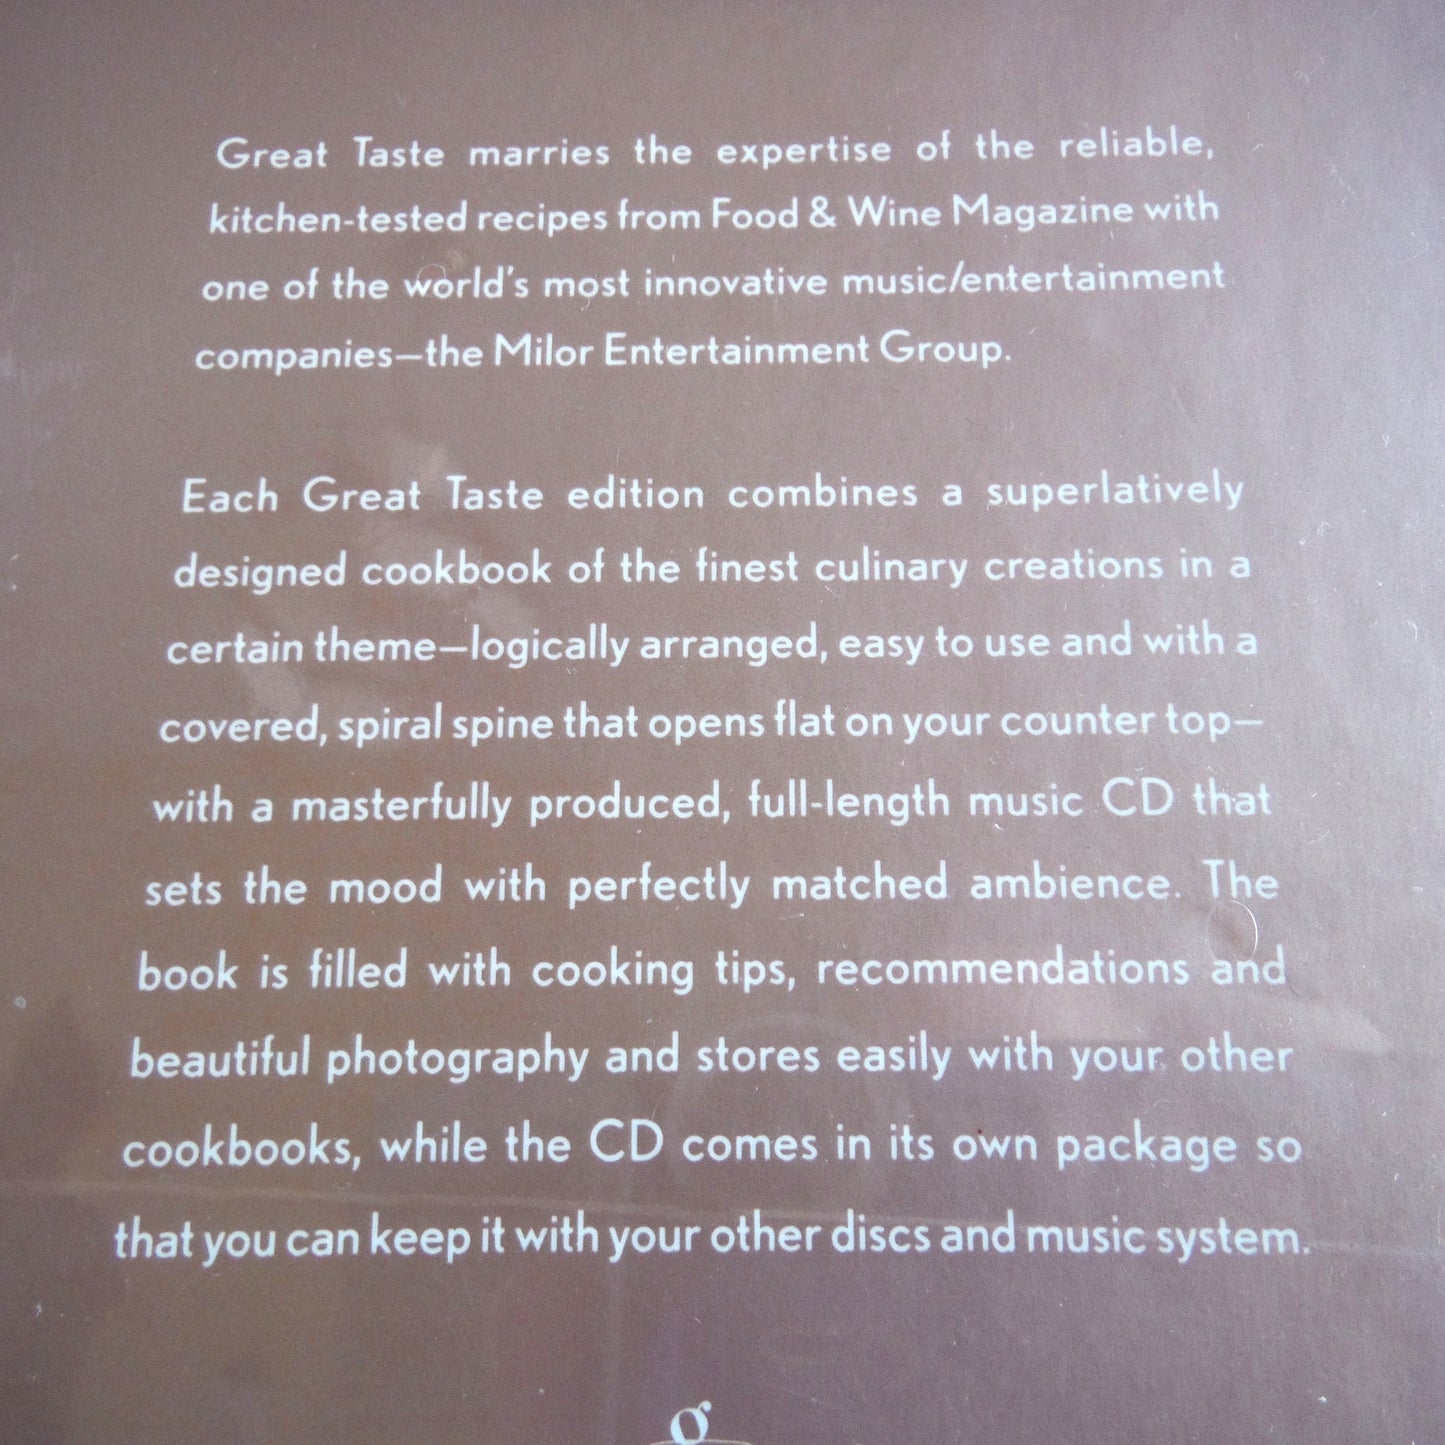 Great Taste marries the expertise of the reliable,
kitchen-tested recipes from Food & Wine Magazine with
one of the world's most innovative music/entertainment
companies—the Milor Entertainment Group.
Each Great Taste edition combines a superlatively
designed cookbook of the finest culinary creations in a
certain theme—logically arranged, easy to use and with a
covered, spiral spine that opens flat on your counter top—
with a masterfully produced, full-length music CD that
sets the mood with perfectly matched ambience. The
book is filled with cooking tips, recommendations and
beautiful photography and stores easily with your other
cookbooks, while the CD comes in its own package so
that you can keep it with your other discs and music system.
g